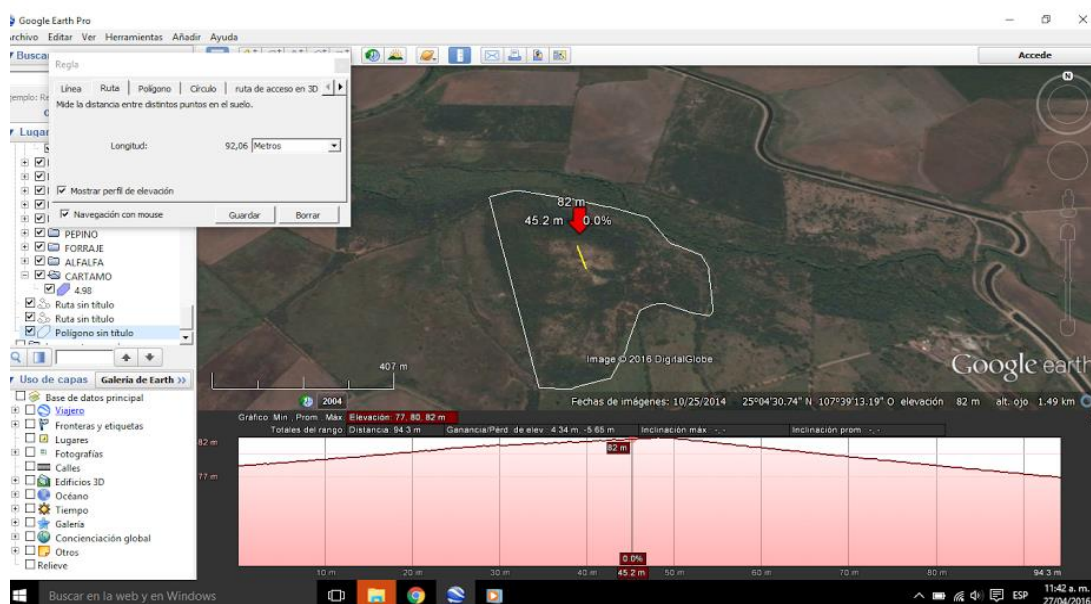 Google Earth Pro
Archivo Editar Ver Herramientas Añadir Ayuda
Busca
Accede
Regla
Línea Ruta Polígono Círculo ruta de acceso en 3D
Mide la distancia entre distintos puntos en el suelo.
Longitud: 92,06 Metros
Mostrar perfil de elevación
Navegación con mouse Guardar Borrar
Lugar
PEPINO
FORRAJE
ALFALFA
CARTAMO
4.98
Ruta sin título
Ruta sin título
Polígono sin título
Uso de capas Galería de Earth >>
Base de datos principal
Viajero
Fronteras y etiquetas
Lugares
Fotografías
Calles
Edificios 3D
Océano
Tiempo
Galería
Concienciación global
Otros
Relieve
N
82 m
45.2 m 0.0%
407 m
Image © 2016 DigitalGlobe
Google earth
2004
Fechas de imágenes: 10/25/2014 25°04'30.74" N 107°39'13.19" O elevación 82 m alt. ojo 1.49 km
Gráfico: Mín., Prom., Máx. Elevación: 77, 80, 82 m
Totales del rango: Distancia: 94.3 m Ganancia/Pérd. de elev.: 4.34 m, -5.65 m Inclinación máx.: -, - Inclinación prom.: -, -
82 m
82 m
77 m
0.0%
10 m 20 m 30 m 40 m 45.2 m 50 m 60 m 70 m 80 m 94.3 m
Buscar en la web y en Windows
ESP
11:42 a. m.
27/04/2016